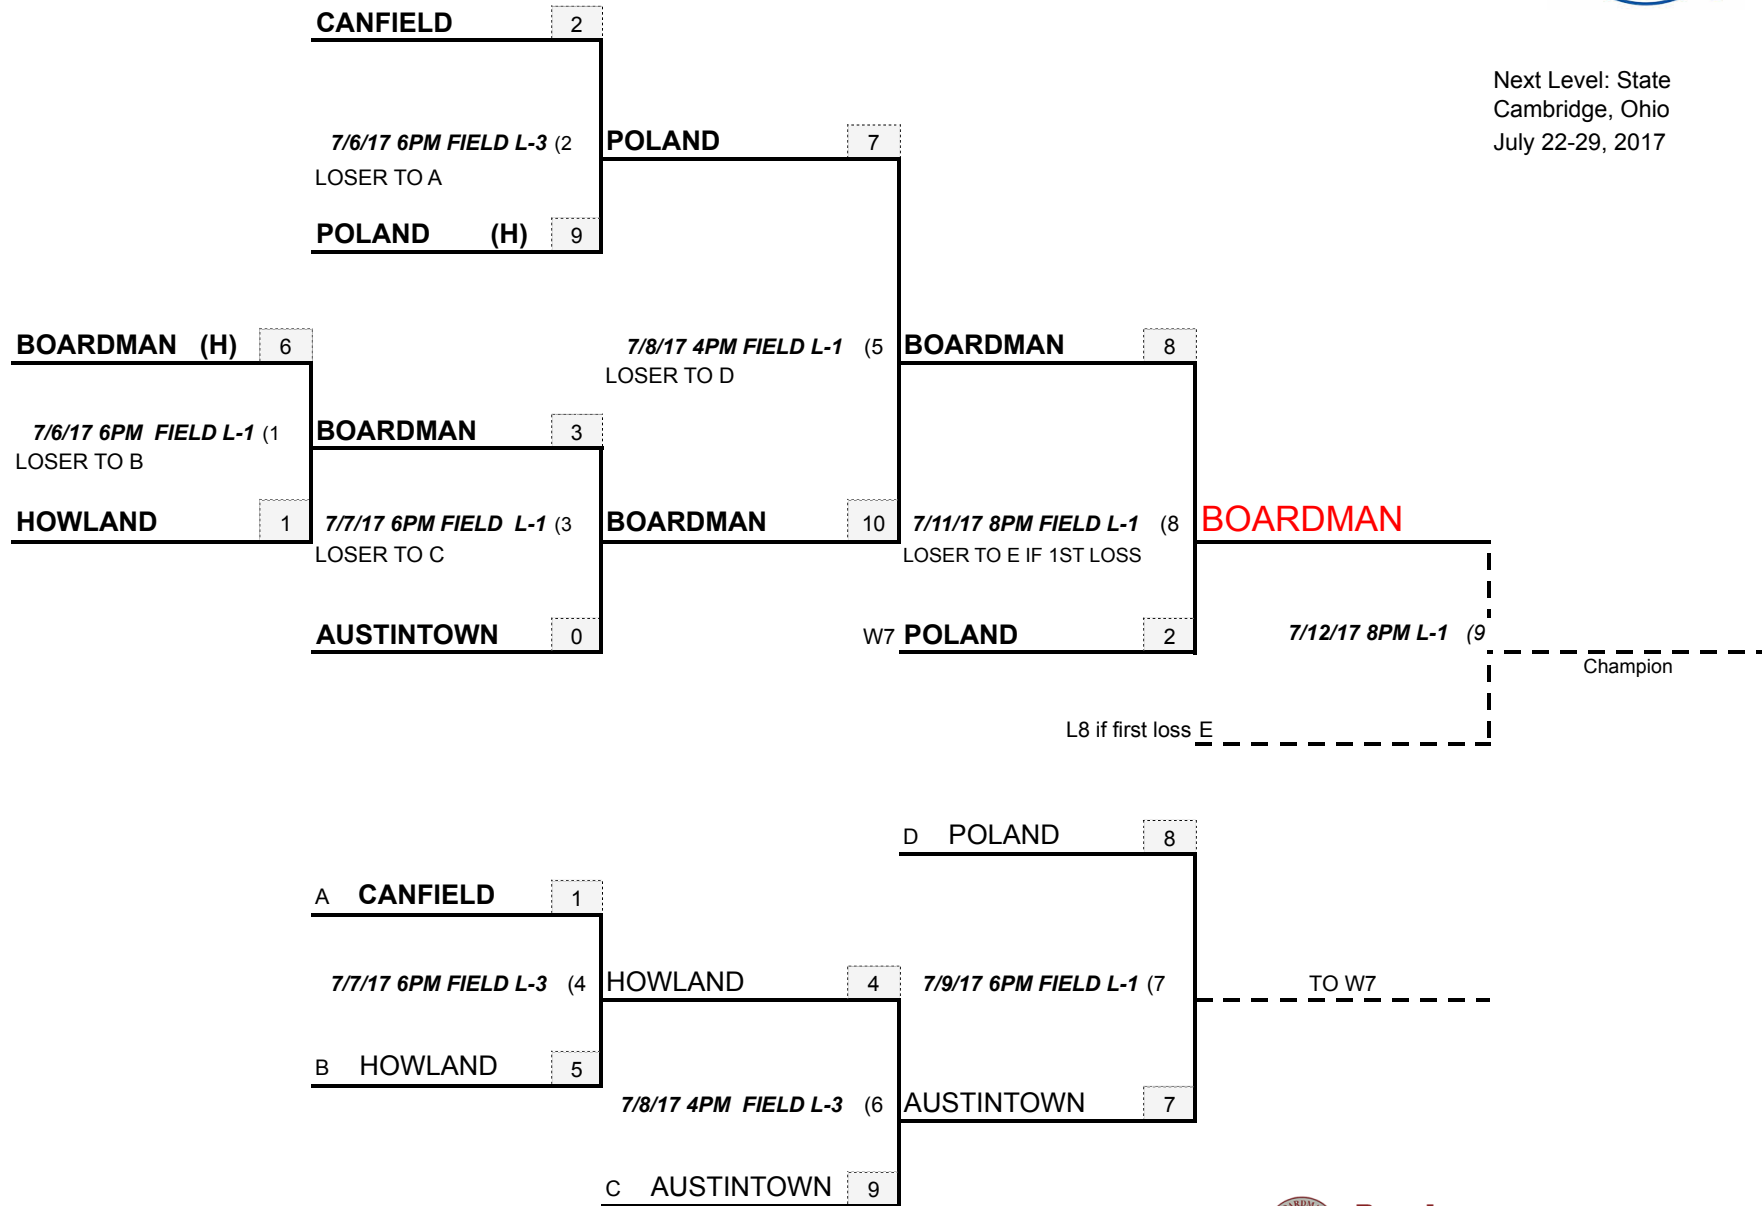 CANFIELD 2
Next Level: State
Cambridge, Ohio
July 22-29, 2017
7/6/17 6PM FIELD L-3 (2
LOSER TO A
POLAND 7
POLAND (H) 9
BOARDMAN (H) 6
7/8/17 4PM FIELD L-1 (5
LOSER TO D
BOARDMAN 8
7/6/17 6PM FIELD L-1 (1
LOSER TO B
BOARDMAN 3
HOWLAND 1
7/7/17 6PM FIELD L-1 (3
LOSER TO C
BOARDMAN 10
7/11/17 8PM FIELD L-1 (8
LOSER TO E IF 1ST LOSS
BOARDMAN
AUSTINTOWN 0
W7 POLAND 2
7/12/17 8PM L-1 (9
Champion
L8 if first loss E
D POLAND 8
A CANFIELD 1
7/7/17 6PM FIELD L-3 (4
HOWLAND 4
7/9/17 6PM FIELD L-1 (7
TO W7
B HOWLAND 5
7/8/17 4PM FIELD L-3 (6
AUSTINTOWN 7
C AUSTINTOWN 9